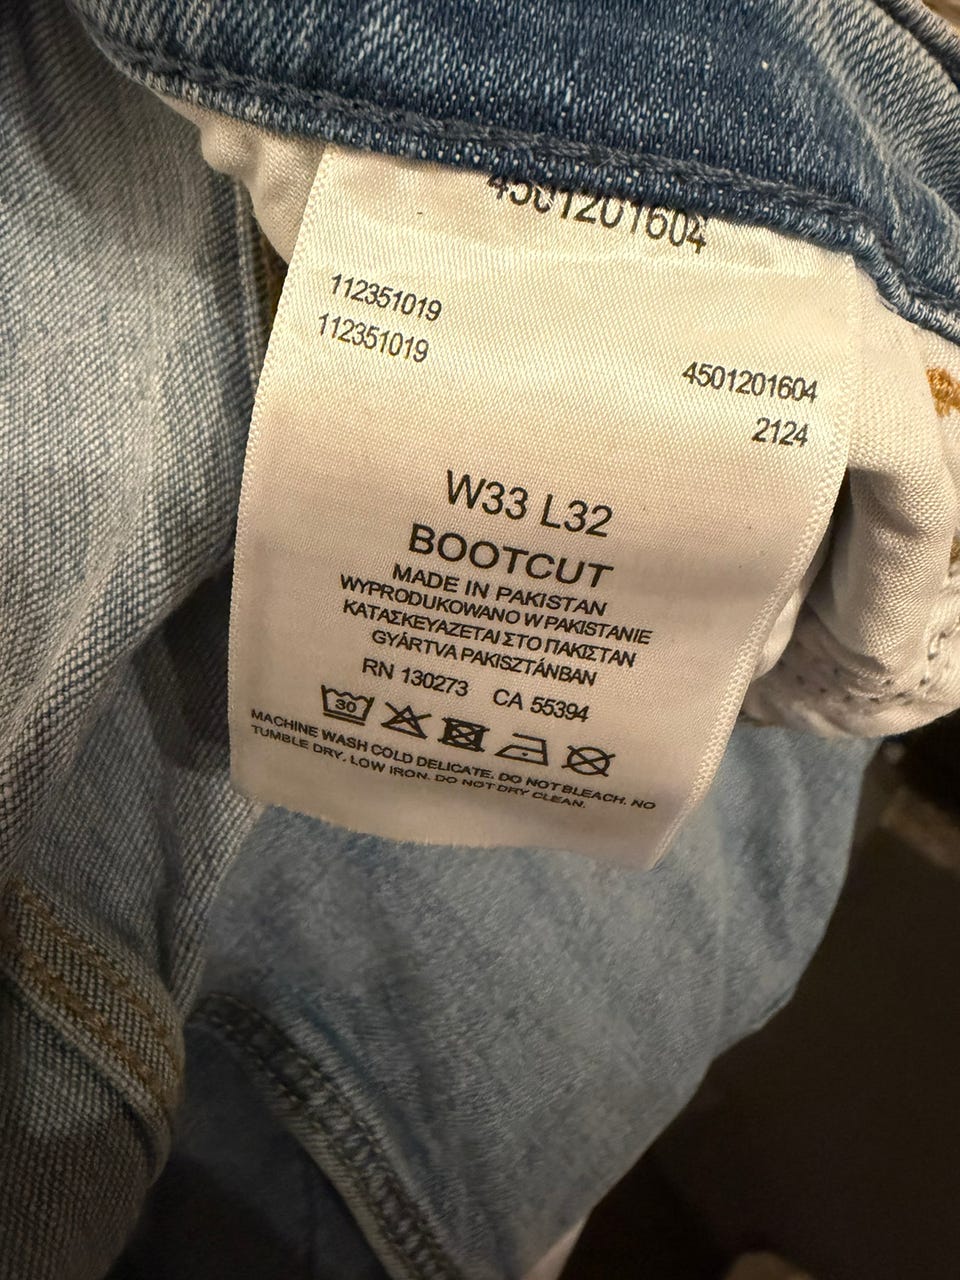 4501201604
112351019
112351019
4501201604
2124
W33 L32
BOOTCUT
MADE IN PAKISTAN
WYPRODUKOWANO W PAKISTANIE
ΚΑΤΑΣΚΕΥΑΖΕΤΑΙ ΣΤΟ ΠΑΚΙΣΤΑΝ
GYÁRTVA PAKISZTÁNBAN
RN 130273 CA 55394
30
MACHINE WASH COLD DELICATE. DO NOT BLEACH. NO
TUMBLE DRY. LOW IRON. DO NOT DRY CLEAN.